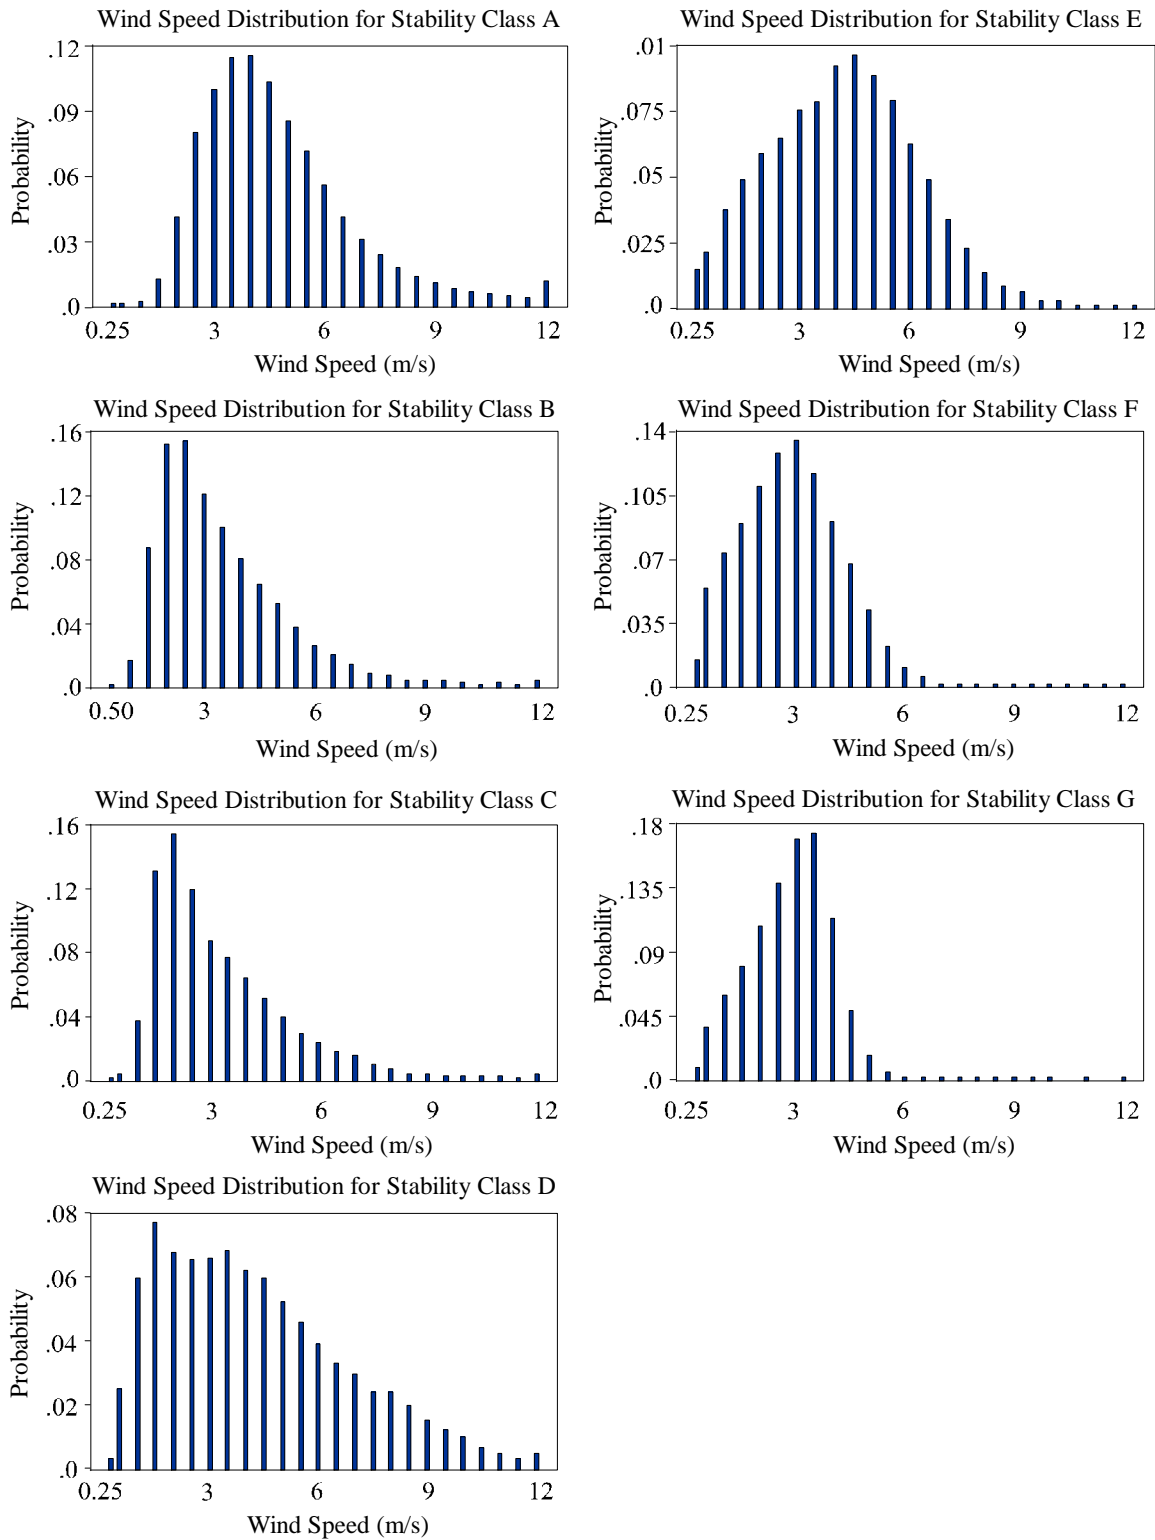 Wind Speed Distribution for Stability Class A
.12
.09
.06
.03
.0
Probability
0.25 3 6 9 12
Wind Speed (m/s)
Wind Speed Distribution for Stability Class E
.01
.075
.05
.025
.0
Probability
0.25 3 6 9 12
Wind Speed (m/s)
Wind Speed Distribution for Stability Class B
.16
.12
.08
.04
.0
Probability
0.50 3 6 9 12
Wind Speed (m/s)
Wind Speed Distribution for Stability Class F
.14
.105
.07
.035
.0
Probability
0.25 3 6 9 12
Wind Speed (m/s)
Wind Speed Distribution for Stability Class C
.16
.12
.08
.04
.0
Probability
0.25 3 6 9 12
Wind Speed (m/s)
Wind Speed Distribution for Stability Class G
.18
.135
.09
.045
.0
Probability
0.25 3 6 9 12
Wind Speed (m/s)
Wind Speed Distribution for Stability Class D
.08
.06
.04
.02
.0
Probability
0.25 3 6 9 12
Wind Speed (m/s)